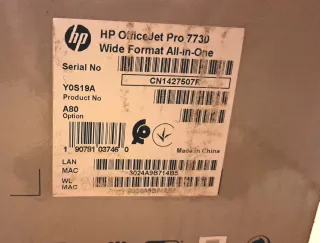 hp HP OfficeJet Pro 7730
Wide Format All-in-One
Serial No
CN1427507F
Y0S19A
Product No
A80
Option
1 90781 03746 0
Made in China
LAN
MAC
3024A9B714B5
WL
MAC